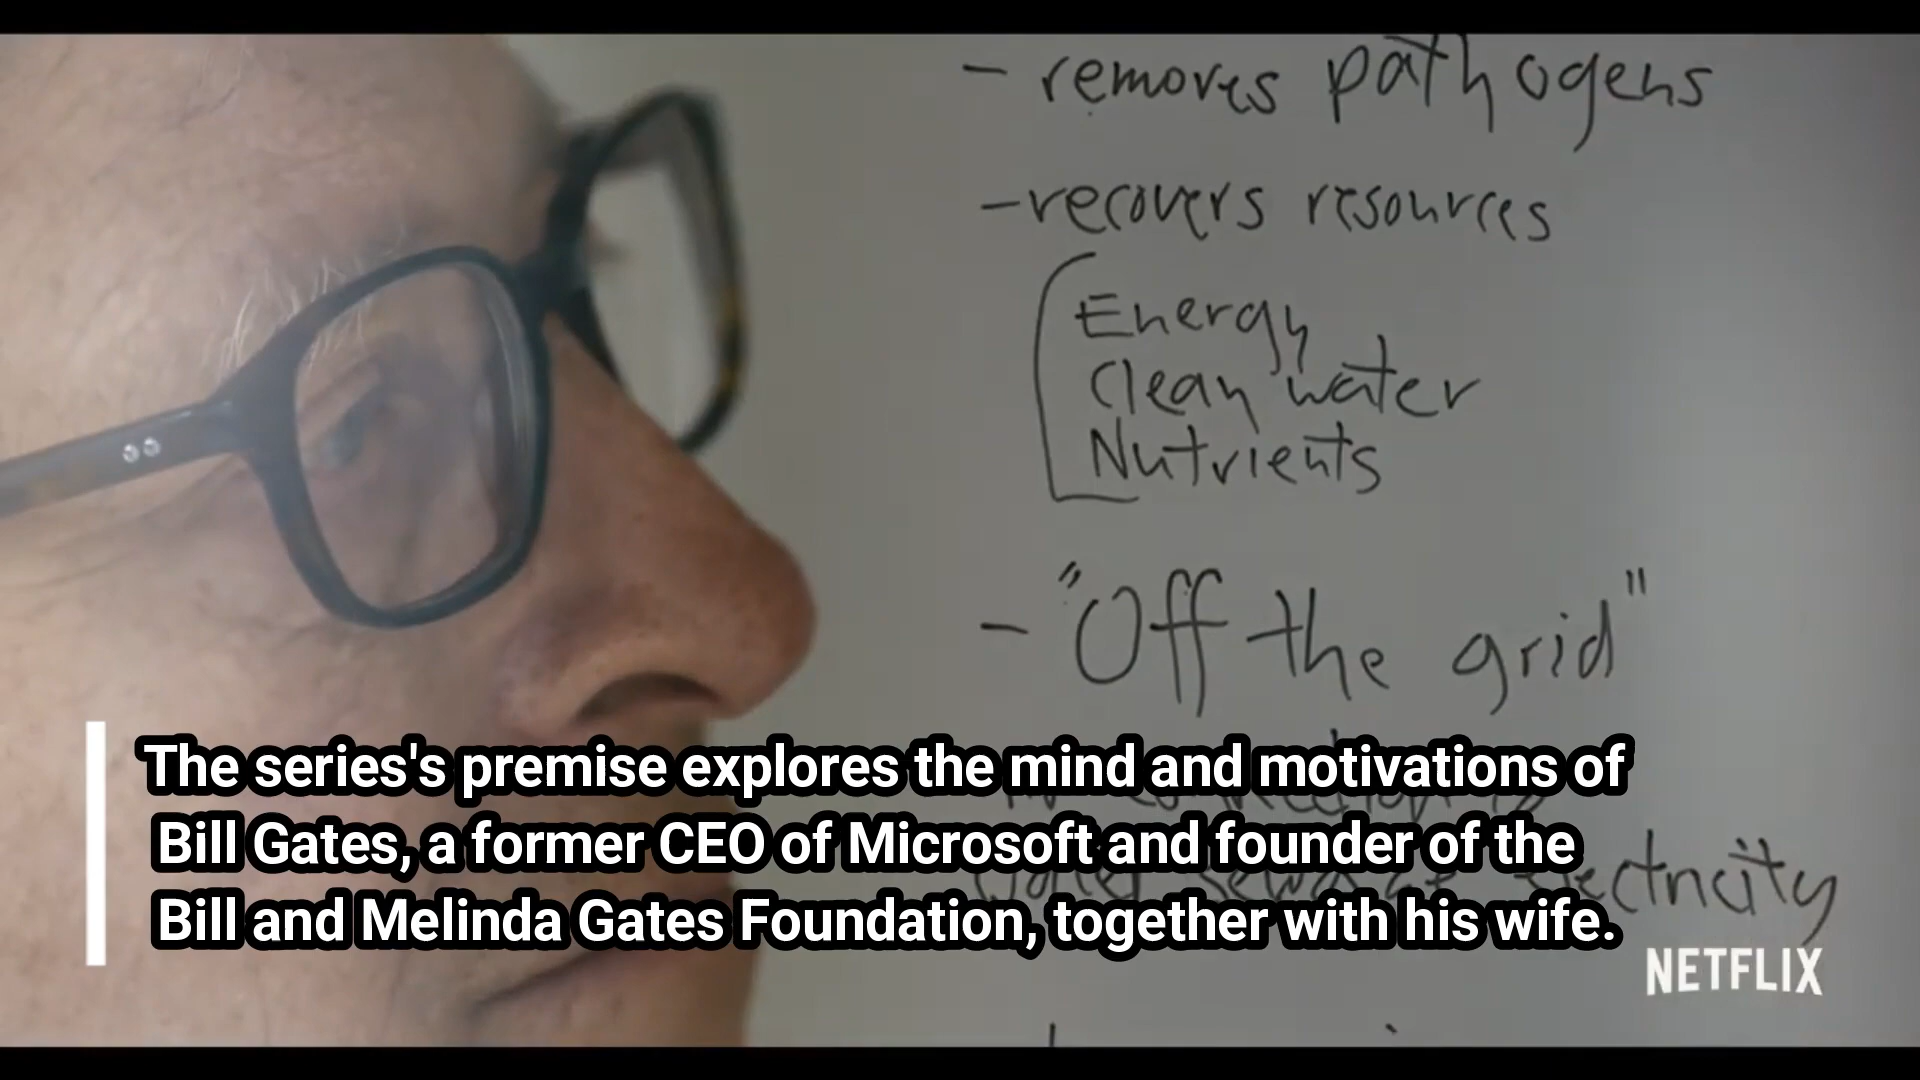 - removes pathogens
- recovers resources
Energy
Clean water
Nutrients
- "Off the grid"
electricity
The series's premise explores the mind and motivations of
Bill Gates, a former CEO of Microsoft and founder of the
Bill and Melinda Gates Foundation, together with his wife.
NETFLIX